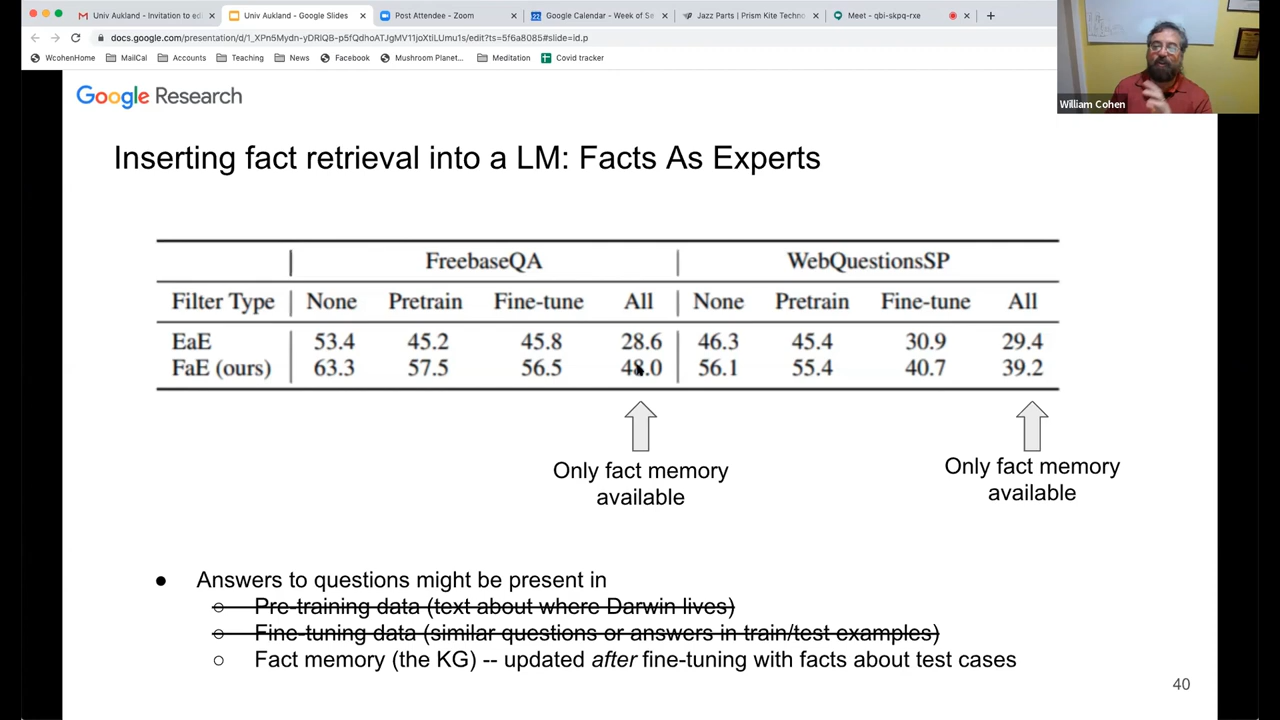 Univ Aukland - Invitation to edi
Univ Aukland - Google Slides
Post Attendee - Zoom
Google Calendar - Week of Se
Jazz Parts | Prism Kite Techno
Meet - qbi-skpq-rxe
docs.google.com/presentation/d/1_XPn5Mydn-yDRlQB-p5fQdhoATJgMV11joXtiLUmu1s/edit?ts=5f6a8085#slide=id.p
WcohenHome
MailCal
Accounts
Teaching
News
Facebook
Mushroom Planet...
Meditation
Covid tracker
William Cohen
Google Research
Inserting fact retrieval into a LM: Facts As Experts
FreebaseQA WebQuestionsSP
Filter Type None Pretrain Fine-tune All None Pretrain Fine-tune All
EaE 53.4 45.2 45.8 28.6 46.3 45.4 30.9 29.4
FaE (ours) 63.3 57.5 56.5 48.0 56.1 55.4 40.7 39.2
Only fact memory
available
Only fact memory
available
● Answers to questions might be present in
○ Pre-training data (text about where Darwin lives)
○ Fine-tuning data (similar questions or answers in train/test examples)
○ Fact memory (the KG) -- updated after fine-tuning with facts about test cases
40